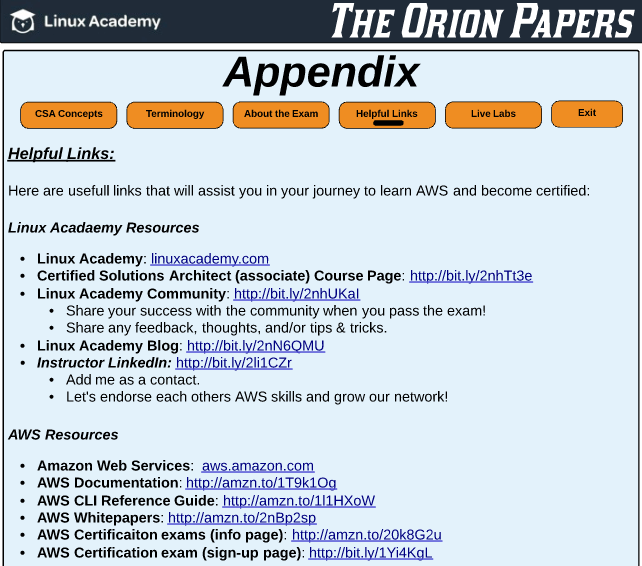 Linux Academy
THE ORION PAPERS
Appendix
CSA Concepts
Terminology
About the Exam
Helpful Links
Live Labs
Exit
Helpful Links:
Here are usefull links that will assist you in your journey to learn AWS and become certified:
Linux Acadaemy Resources
• Linux Academy: linuxacademy.com
• Certified Solutions Architect (associate) Course Page: http://bit.ly/2nhTt3e
• Linux Academy Community: http://bit.ly/2nhUKaI
• Share your success with the community when you pass the exam!
• Share any feedback, thoughts, and/or tips & tricks.
• Linux Academy Blog: http://bit.ly/2nN6QMU
• Instructor LinkedIn: http://bit.ly/2li1CZr
• Add me as a contact.
• Let's endorse each others AWS skills and grow our network!
AWS Resources
• Amazon Web Services: aws.amazon.com
• AWS Documentation: http://amzn.to/1T9k1Og
• AWS CLI Reference Guide: http://amzn.to/1l1HXoW
• AWS Whitepapers: http://amzn.to/2nBp2sp
• AWS Certificaiton exams (info page): http://amzn.to/20k8G2u
• AWS Certification exam (sign-up page): http://bit.ly/1Yi4KgL